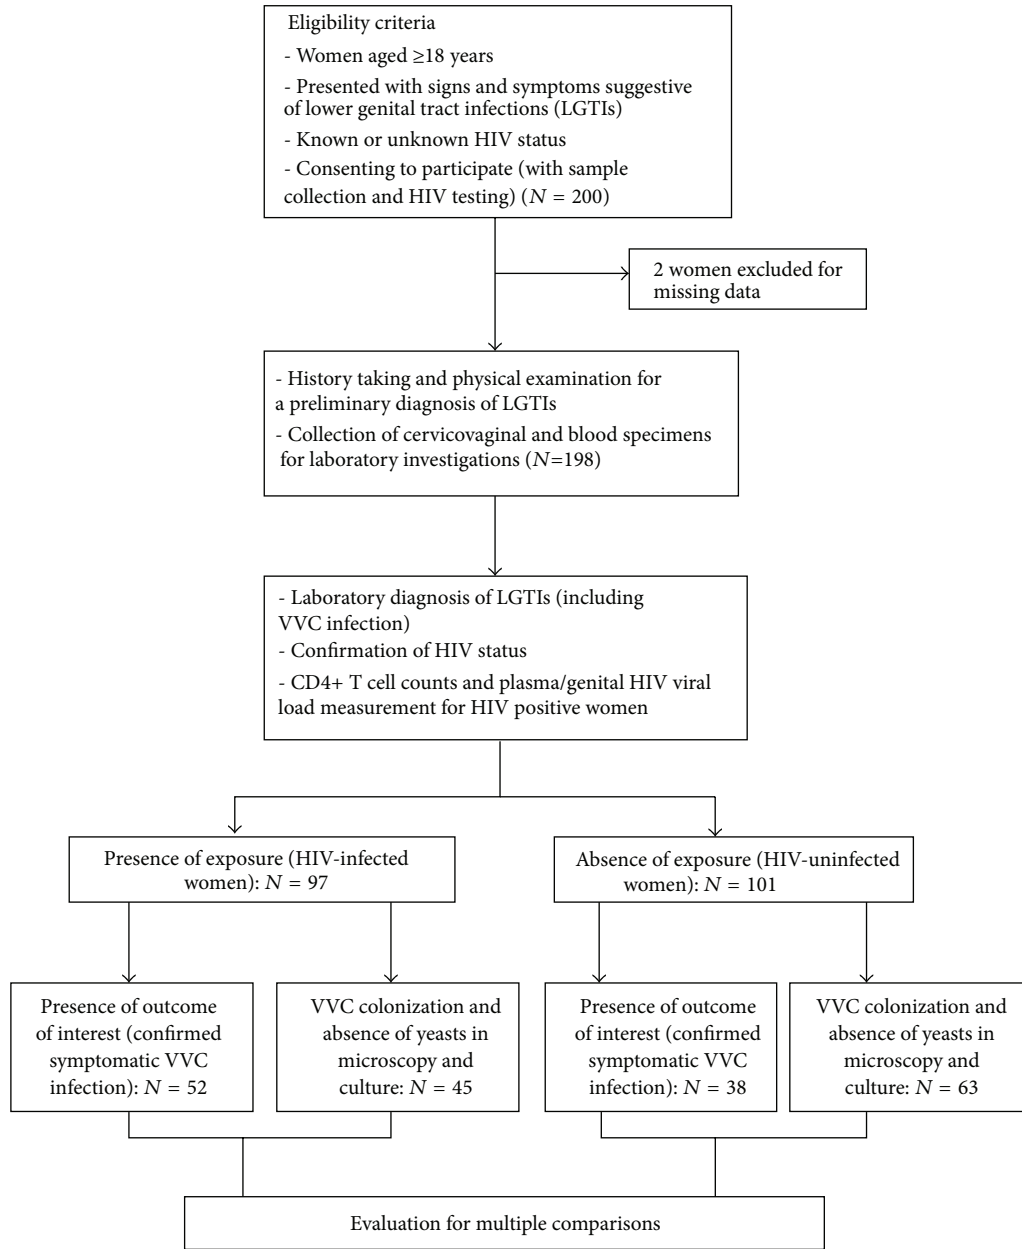 Eligibility criteria
- Women aged ≥18 years
- Presented with signs and symptoms suggestive
of lower genital tract infections (LGTIs)
- Known or unknown HIV status
- Consenting to participate (with sample
collection and HIV testing) (N = 200)
2 women excluded for
missing data
- History taking and physical examination for
a preliminary diagnosis of LGTIs
- Collection of cervicovaginal and blood specimens
for laboratory investigations (N=198)
- Laboratory diagnosis of LGTIs (including
VVC infection)
- Confirmation of HIV status
- CD4+ T cell counts and plasma/genital HIV viral
load measurement for HIV positive women
Presence of exposure (HIV-infected
women): N = 97
Absence of exposure (HIV-uninfected
women): N = 101
Presence of outcome
of interest (confirmed
symptomatic VVC
infection): N = 52
VVC colonization and
absence of yeasts in
microscopy and
culture: N = 45
Presence of outcome
of interest (confirmed
symptomatic VVC
infection): N = 38
VVC colonization and
absence of yeasts in
microscopy and
culture: N = 63
Evaluation for multiple comparisons